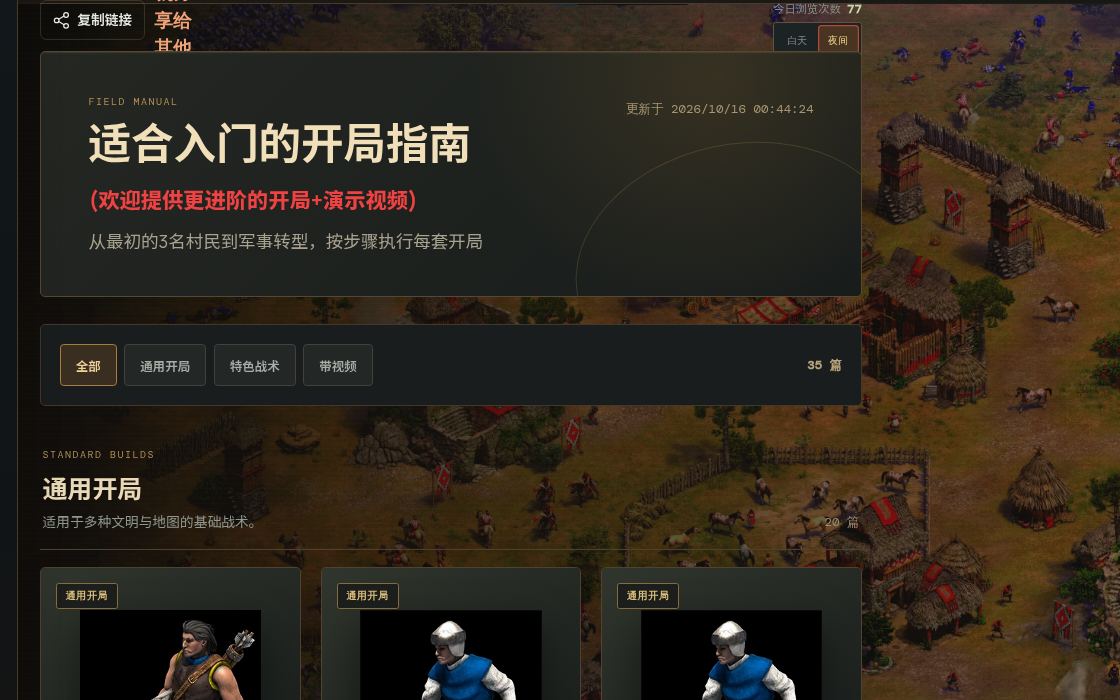 复制链接
享给
其他
今日浏览次数 77
白天
夜间
FIELD MANUAL
更新于 2026/10/16 00:44:24
适合入门的开局指南
(欢迎提供更进阶的开局+演示视频)
从最初的3名村民到军事转型，按步骤执行每套开局
全部
通用开局
特色战术
带视频
35 篇
STANDARD BUILDS
通用开局
适用于多种文明与地图的基础战术。
20 篇
通用开局
通用开局
通用开局